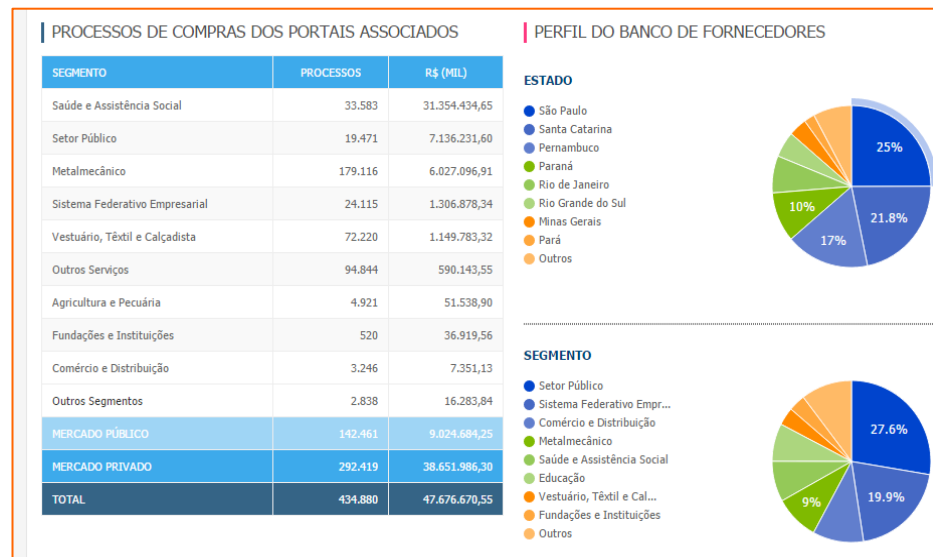 PROCESSOS DE COMPRAS DOS PORTAIS ASSOCIADOS
SEGMENTO PROCESSOS R$ (MIL)
Saúde e Assistência Social 33.583 31.354.434,65
Setor Público 19.471 7.136.231,60
Metalmecânico 179.116 6.027.096,91
Sistema Federativo Empresarial 24.115 1.306.878,34
Vestuário, Têxtil e Calçadista 72.220 1.149.783,32
Outros Serviços 94.844 590.143,55
Agricultura e Pecuária 4.921 51.538,90
Fundações e Instituições 520 36.919,56
Comércio e Distribuição 3.246 7.351,13
Outros Segmentos 2.838 16.283,84
MERCADO PÚBLICO 142.461 9.024.684,25
MERCADO PRIVADO 292.419 38.651.986,30
TOTAL 434.880 47.676.670,55
PERFIL DO BANCO DE FORNECEDORES
ESTADO
São Paulo
Santa Catarina
Pernambuco
Paraná
Rio de Janeiro
Rio Grande do Sul
Minas Gerais
Pará
Outros
25%
21.8%
17%
10%
SEGMENTO
Setor Público
Sistema Federativo Empr...
Comércio e Distribuição
Metalmecânico
Saúde e Assistência Social
Educação
Vestuário, Têxtil e Cal...
Fundações e Instituições
Outros
27.6%
19.9%
9%